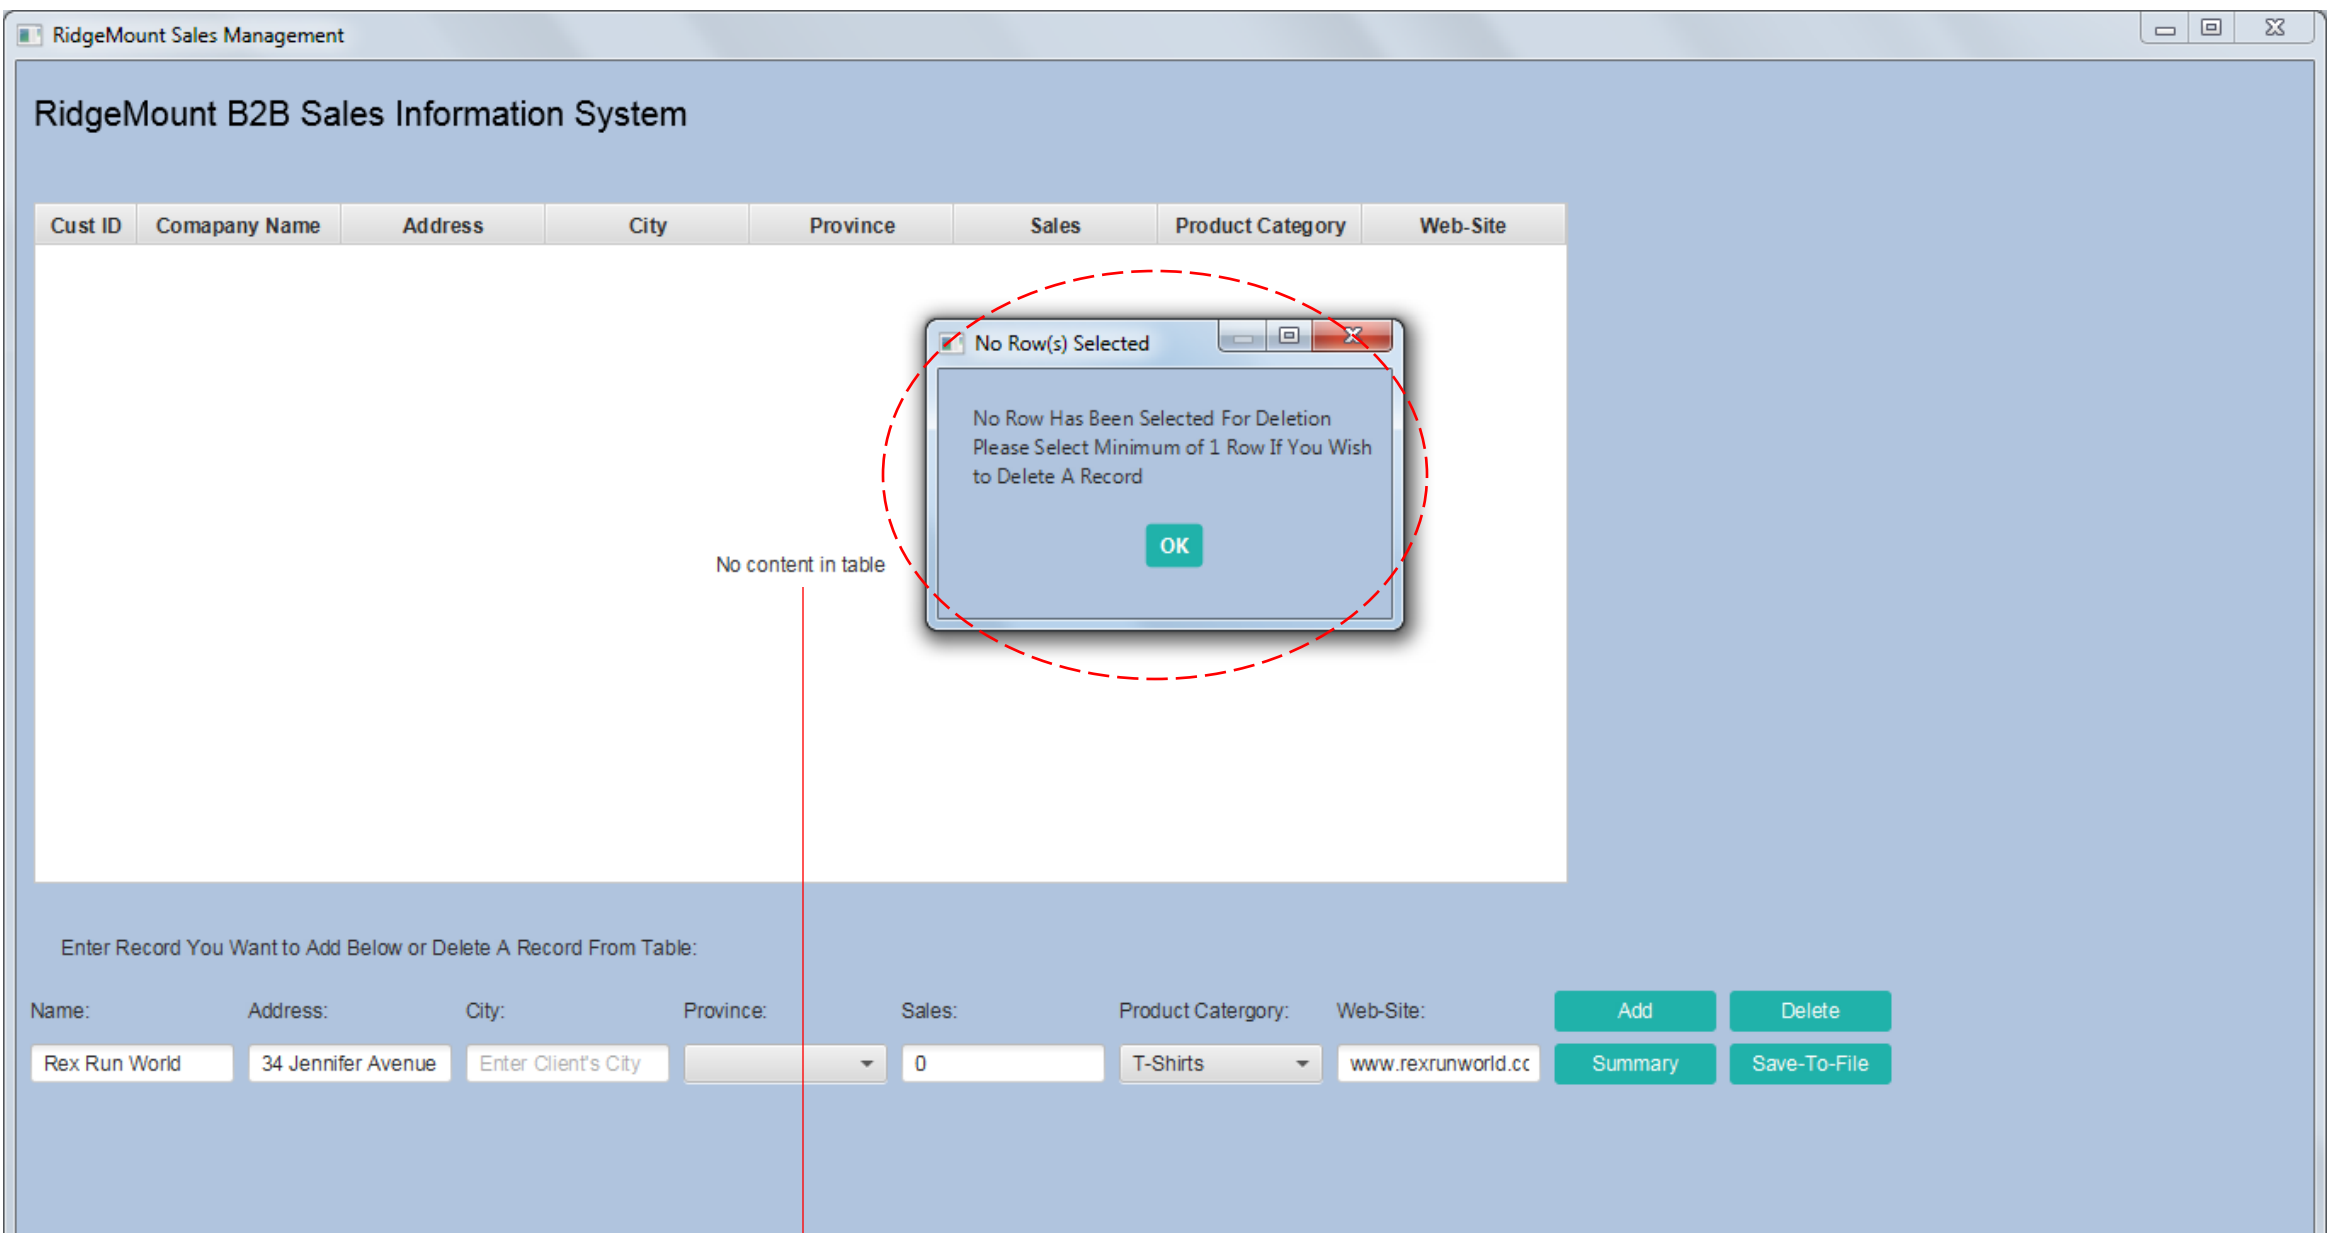 RidgeMount Sales Management
RidgeMount B2B Sales Information System
Cust ID Comapany Name Address City Province Sales Product Category Web-Site
No Row(s) Selected
No Row Has Been Selected For Deletion
Please Select Minimum of 1 Row If You Wish
to Delete A Record
OK
No content in table
Enter Record You Want to Add Below or Delete A Record From Table:
Name: Address: City: Province: Sales: Product Catergory: Web-Site: Add Delete
Rex Run World 34 Jennifer Avenue Enter Client's City 0 T-Shirts www.rexrunworld.cc Summary Save-To-File